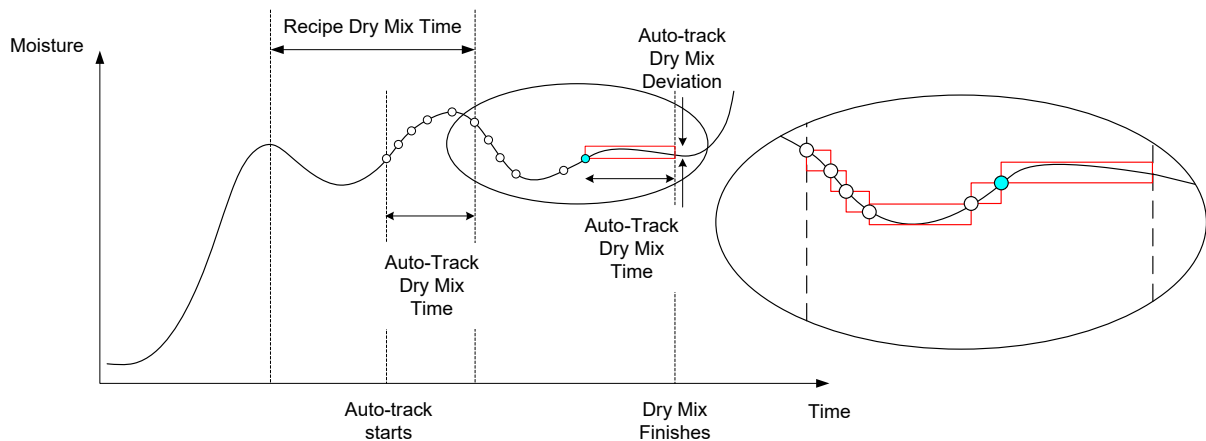 Recipe Dry Mix Time
Moisture
Auto-track
Dry Mix
Deviation
Auto-Track
Dry Mix
Time
Auto-Track
Dry Mix
Time
Auto-track
starts
Dry Mix
Finishes
Time